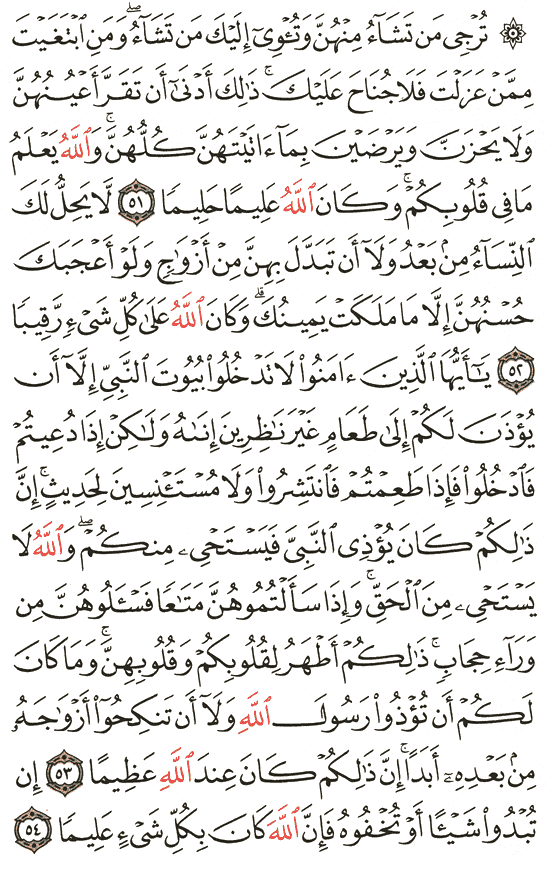 ۞ تُرۡجِي مَن تَشَآءُ مِنۡهُنَّ وَتُـٔۡوِيٓ إِلَيۡكَ مَن تَشَآءُۖ وَمَنِ ٱبۡتَغَيۡتَ
مِمَّنۡ عَزَلۡتَ فَلَا جُنَاحَ عَلَيۡكَۚ ذَٰلِكَ أَدۡنَىٰٓ أَن تَقَرَّ أَعۡيُنُهُنَّ
وَلَا يَحۡزَنَّ وَيَرۡضَيۡنَ بِمَآ ءَاتَيۡتَهُنَّ كُلُّهُنَّۚ وَٱللَّهُ يَعۡلَمُ
مَا فِي قُلُوبِكُمۡۚ وَكَانَ ٱللَّهُ عَلِيمًا حَلِيمٗا ٥١ لَّا يَحِلُّ لَكَ
ٱلنِّسَآءُ مِنۢ بَعۡدُ وَلَآ أَن تَبَدَّلَ بِهِنَّ مِنۡ أَزۡوَٰجٖ وَلَوۡ أَعۡجَبَكَ
حُسۡنُهُنَّ إِلَّا مَا مَلَكَتۡ يَمِينُكَۗ وَكَانَ ٱللَّهُ عَلَىٰ كُلِّ شَيۡءٖ رَّقِيبٗا
٥٢ يَٰٓأَيُّهَا ٱلَّذِينَ ءَامَنُواْ لَا تَدۡخُلُواْ بُيُوتَ ٱلنَّبِيِّ إِلَّآ أَن
يُؤۡذَنَ لَكُمۡ إِلَىٰ طَعَامٍ غَيۡرَ نَٰظِرِينَ إِنَىٰهُ وَلَٰكِنۡ إِذَا دُعِيتُمۡ
فَٱدۡخُلُواْ فَإِذَا طَعِمۡتُمۡ فَٱنتَشِرُواْ وَلَا مُسۡتَـٔۡنِسِينَ لِحَدِيثٍۚ إِنَّ
ذَٰلِكُمۡ كَانَ يُؤۡذِي ٱلنَّبِيَّ فَيَسۡتَحۡيِۦ مِنكُمۡۖ وَٱللَّهُ لَا
يَسۡتَحۡيِۦ مِنَ ٱلۡحَقِّۚ وَإِذَا سَأَلۡتُمُوهُنَّ مَتَٰعٗا فَسۡـَٔلُوهُنَّ مِن
وَرَآءِ حِجَابٖۚ ذَٰلِكُمۡ أَطۡهَرُ لِقُلُوبِكُمۡ وَقُلُوبِهِنَّۚ وَمَا كَانَ
لَكُمۡ أَن تُؤۡذُواْ رَسُولَ ٱللَّهِ وَلَآ أَن تَنكِحُوٓاْ أَزۡوَٰجَهُۥ
مِنۢ بَعۡدِهِۦٓ أَبَدًاۚ إِنَّ ذَٰلِكُمۡ كَانَ عِندَ ٱللَّهِ عَظِيمًا ٥٣ إِن
تُبۡدُواْ شَيۡـًٔا أَوۡ تُخۡفُوهُ فَإِنَّ ٱللَّهَ كَانَ بِكُلِّ شَيۡءٍ عَلِيمٗا ٥٤